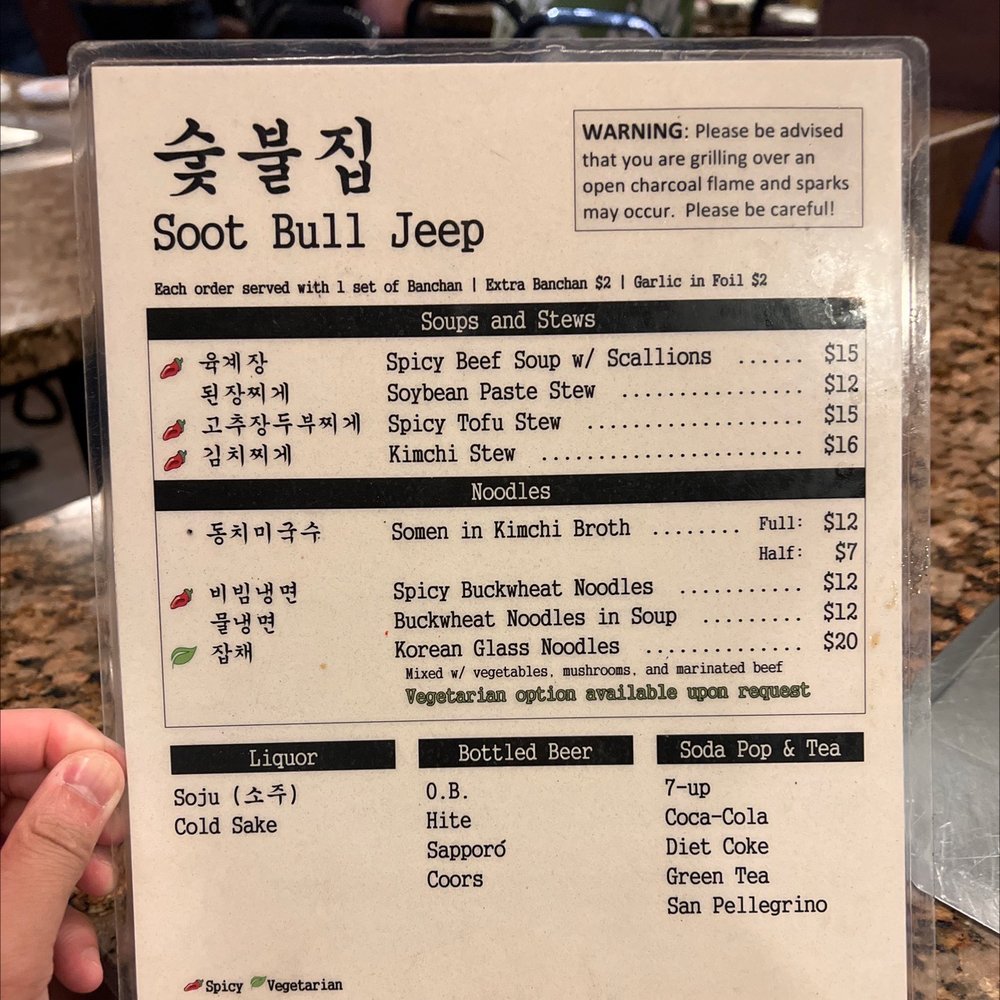 숯불집
Soot Bull Jeep
WARNING: Please be advised
that you are grilling over an
open charcoal flame and sparks
may occur. Please be careful!
Each order served with 1 set of Banchan | Extra Banchan $2 | Garlic in Foil $2
Soups and Stews
육계장 Spicy Beef Soup w/ Scallions ...... $15
된장찌게 Soybean Paste Stew ................ $12
고추장두부찌게 Spicy Tofu Stew ................... $15
김치찌게 Kimchi Stew ....................... $16
Noodles
동치미국수 Somen in Kimchi Broth ........ Full: $12
Half: $7
비빔냉면 Spicy Buckwheat Noodles ........... $12
물냉면 Buckwheat Noodles in Soup ......... $12
잡채 Korean Glass Noodles .............. $20
Mixed w/ vegetables, mushrooms, and marinated beef
Vegetarian option available upon request
Liquor
Soju (소주)
Cold Sake
Bottled Beer
O.B.
Hite
Sapporo
Coors
Soda Pop & Tea
7-up
Coca-Cola
Diet Coke
Green Tea
San Pellegrino
Spicy Vegetarian